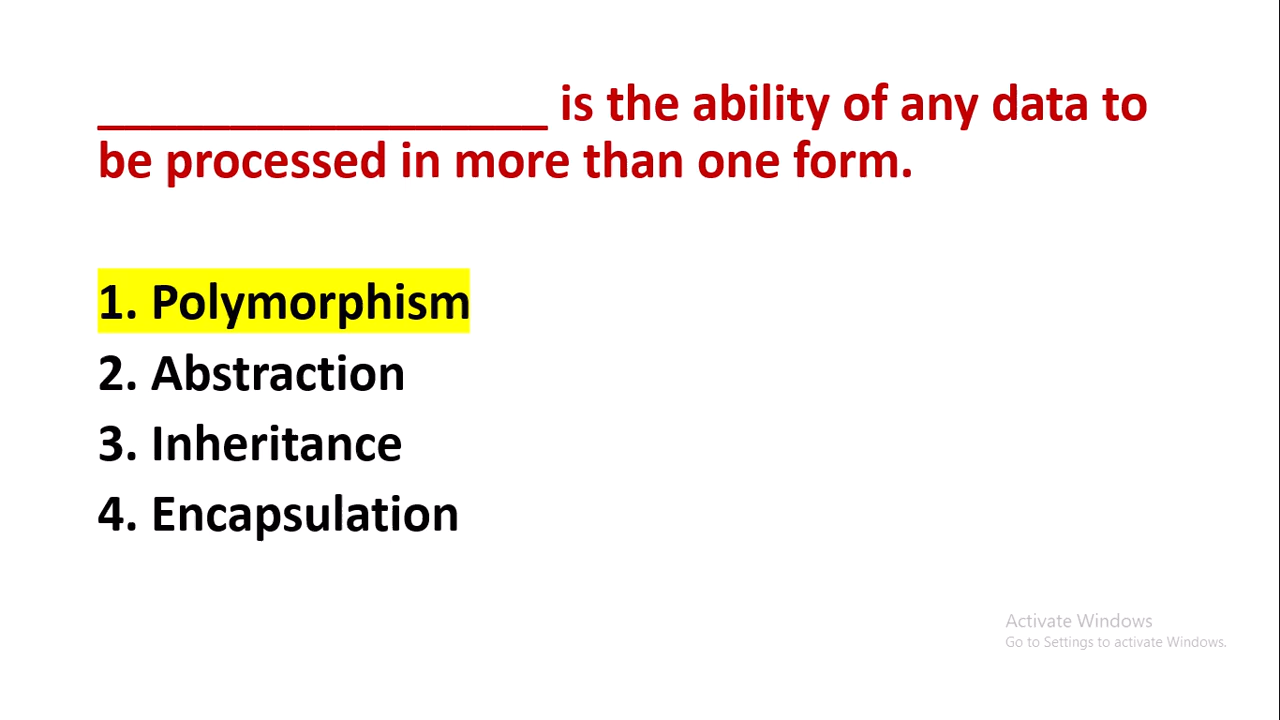 __________________ is the ability of any data to
be processed in more than one form.
1. Polymorphism
2. Abstraction
3. Inheritance
4. Encapsulation
Activate Windows
Go to Settings to activate Windows.